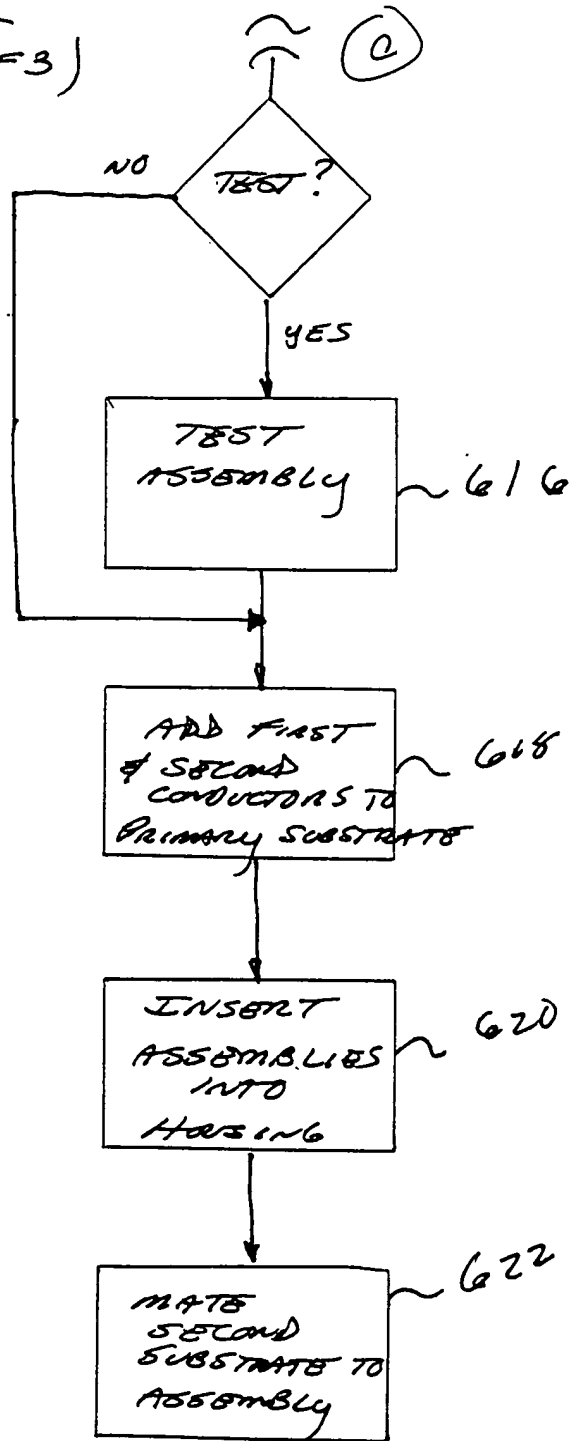 =3)
C
TEST?
NO
YES
TEST
ASSEMBLY
616
ADD FIRST
& SECOND
CONDUCTORS TO
PRIMARY SUBSTRATE
618
INSERT
ASSEMBLIES
INTO
HOUSING
620
MATE
SECOND
SUBSTRATE TO
ASSEMBLY
622